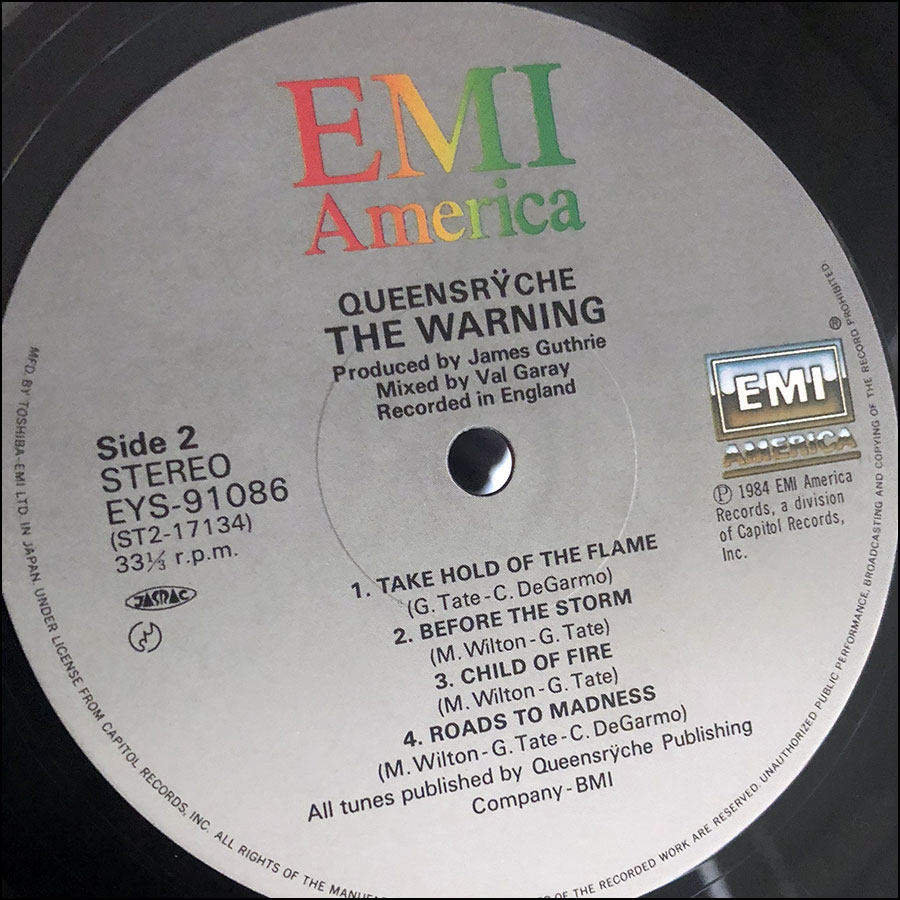 EMI
America
QUEENSRŸCHE
THE WARNING
Produced by James Guthrie
Mixed by Val Garay
Recorded in England
Side 2
STEREO
EYS-91086
(ST2-17134)
33⅓ r.p.m.
JASRAC
®
EMI
AMERICA
Ⓟ 1984 EMI America
Records, a division
of Capitol Records,
Inc.
1. TAKE HOLD OF THE FLAME
(G. Tate - C. DeGarmo)
2. BEFORE THE STORM
(M. Wilton - G. Tate)
3. CHILD OF FIRE
(M. Wilton - G. Tate)
4. ROADS TO MADNESS
(M. Wilton - G. Tate - C. DeGarmo)
All tunes published by Queensrÿche Publishing
Company - BMI
MFD. BY TOSHIBA-EMI LTD. IN JAPAN. UNDER LICENSE FROM CAPITOL RECORDS, INC. ALL RIGHTS OF THE OF THE RECORDED WORK ARE RESERVED. UNAUTHORIZED PUBLIC PERFORMANCE, BROADCASTING AND COPYING OF THE RECORD PROHIBITED.